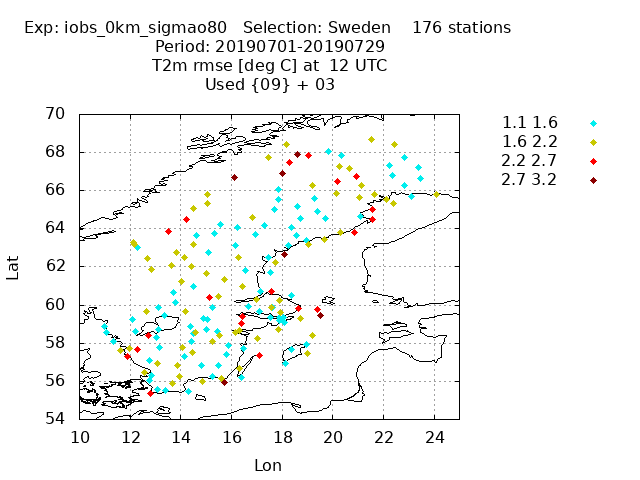 Exp: iobs_0km_sigmao80   Selection: Sweden    176 stations
Period: 20190701-20190729
T2m rmse [deg C] at  12 UTC
Used {09} + 03
1.1 1.6
1.6 2.2
2.2 2.7
2.7 3.2
70
68
66
64
62
60
58
56
54
Lat
10 12 14 16 18 20 22 24
Lon